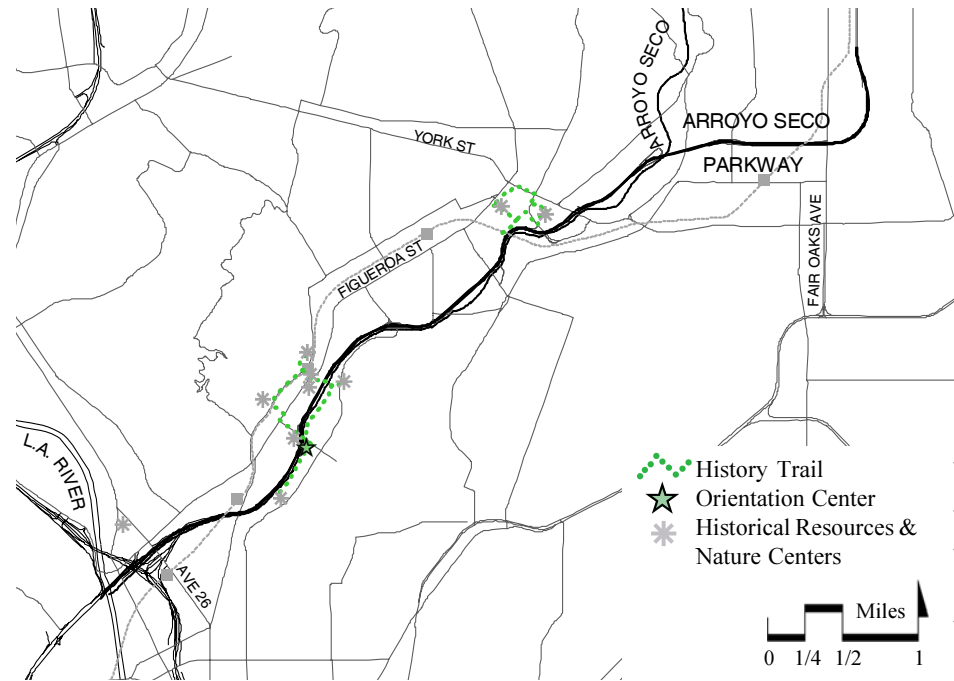 ARROYO SECO
YORK ST
ARROYO SECO
PARKWAY
FIGUEROA ST
FAIR OAKS AVE
L.A. RIVER
AVE 26
History Trail
Orientation Center
Historical Resources &
Nature Centers
Miles
0 1/4 1/2 1